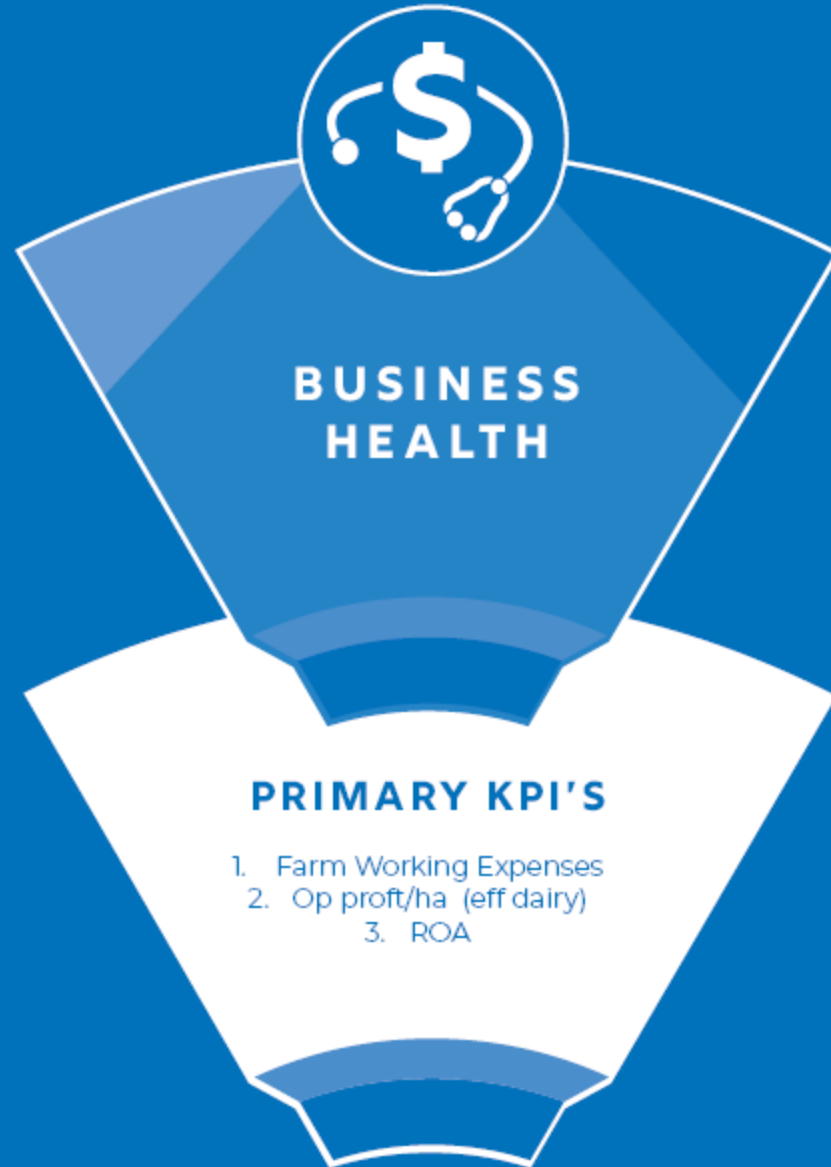 $
BUSINESS
HEALTH
PRIMARY KPI'S
1. Farm Working Expenses
2. Op proft/ha (eff dairy)
3. ROA